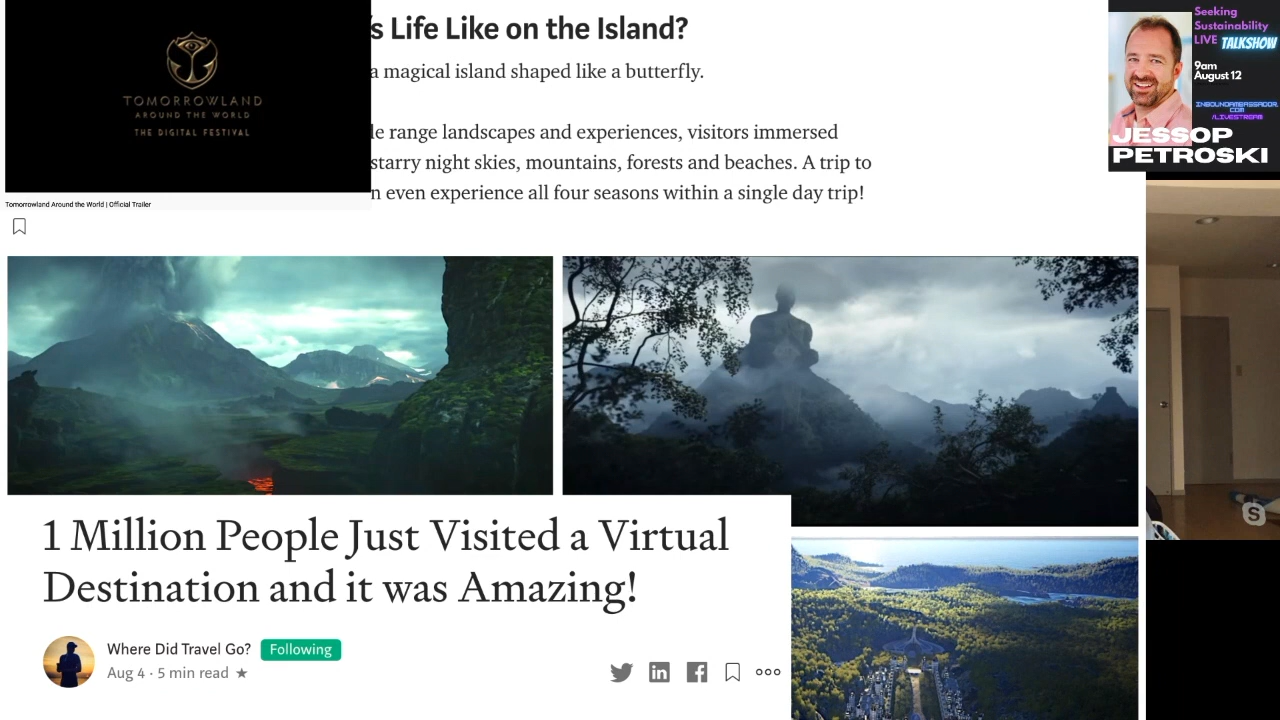 TOMORROWLAND
AROUND THE WORLD
THE DIGITAL FESTIVAL
Tomorrowland Around the World | Official Trailer
's Life Like on the Island?
a magical island shaped like a butterfly.
le range landscapes and experiences, visitors immersed
starry night skies, mountains, forests and beaches. A trip to
n even experience all four seasons within a single day trip!
Seeking
Sustainability
LIVE TALKSHOW
9am
August 12
INBOUNDAMBASSADOR.
COM
/LIVESTREAM
JESSOP
PETROSKI
1 Million People Just Visited a Virtual
Destination and it was Amazing!
Where Did Travel Go? Following
Aug 4 · 5 min read ★